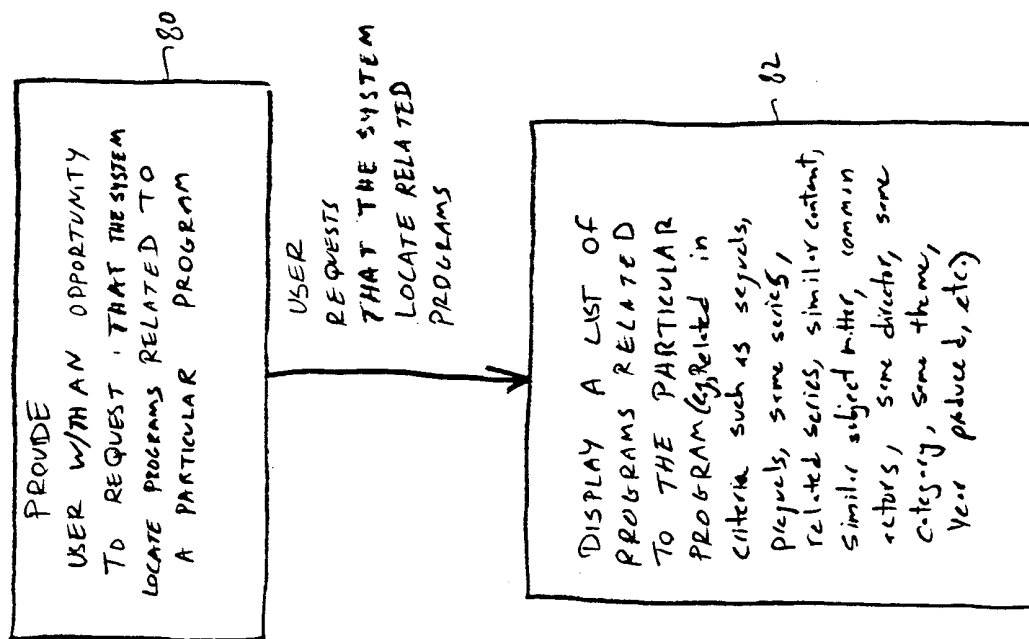 PROVIDE
USER W/AN OPPORTUNITY
TO REQUEST THAT THE SYSTEM
LOCATE PROGRAMS RELATED TO
A PARTICULAR PROGRAM
80
USER
REQUESTS
THAT THE SYSTEM
LOCATE RELATED
PROGRAMS
DISPLAY A LIST OF
PROGRAMS RELATED
TO THE PARTICULAR
PROGRAM (eg, Related in
criteria such as sequels,
prequels, same series,
related series, similar content,
similar subject matter, common
actors, same director, same
category, same theme,
year produced, etc.)
82